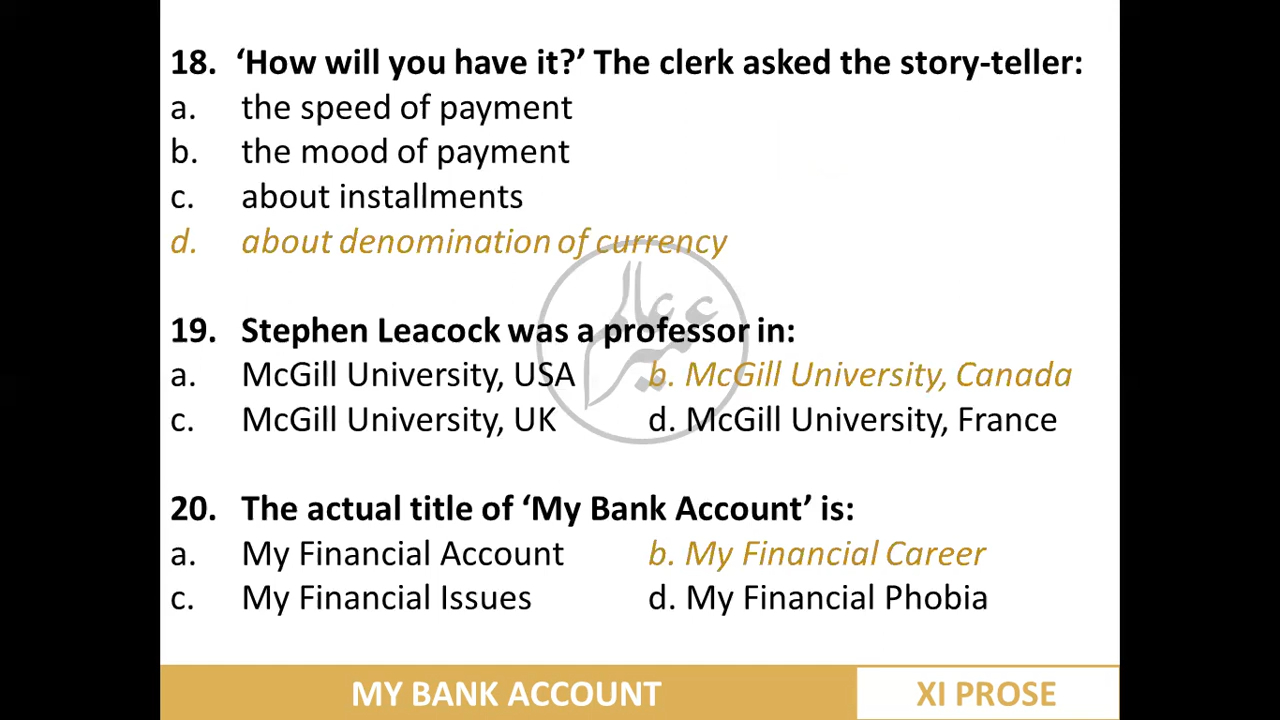 18. ‘How will you have it?’ The clerk asked the story-teller:
a. the speed of payment
b. the mood of payment
c. about installments
d. about denomination of currency
19. Stephen Leacock was a professor in:
a. McGill University, USA b. McGill University, Canada
c. McGill University, UK d. McGill University, France
20. The actual title of ‘My Bank Account’ is:
a. My Financial Account b. My Financial Career
c. My Financial Issues d. My Financial Phobia
MY BANK ACCOUNT XI PROSE